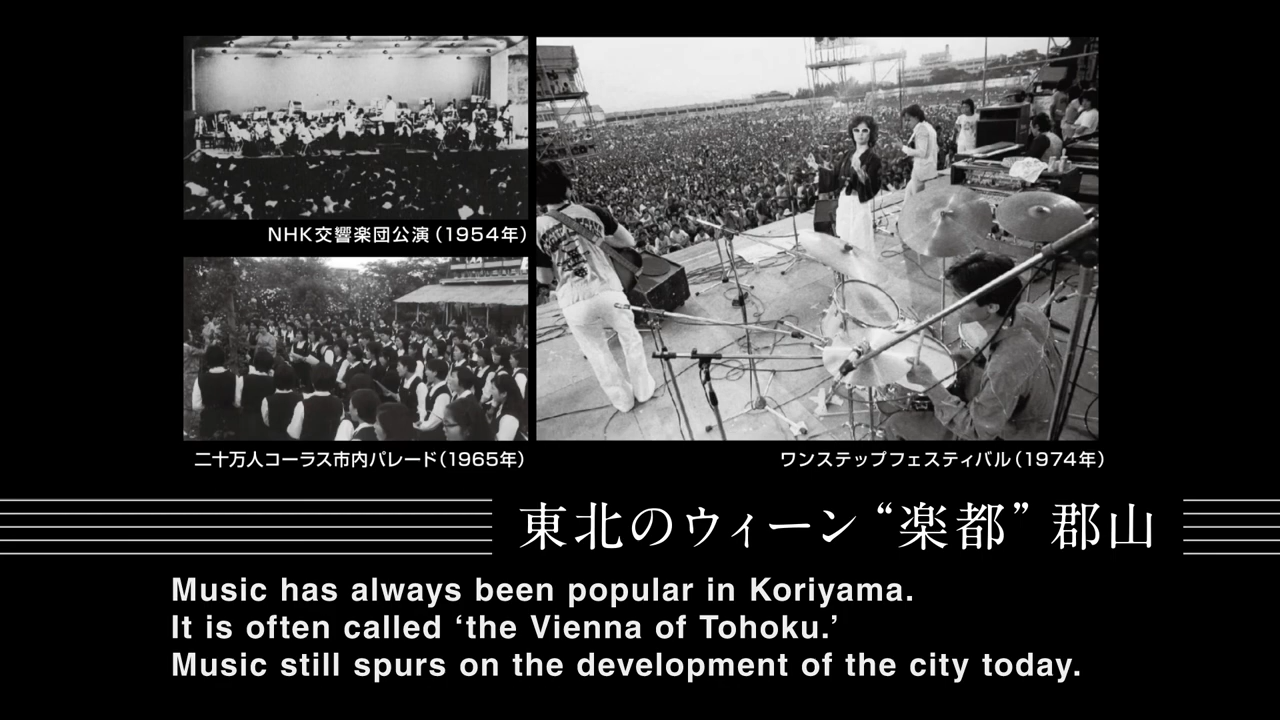 NHK交響楽団公演（1954年）
二十万人コーラス市内パレード（1965年）
ワンステップフェスティバル（1974年）
東北のウィーン “楽都” 郡山
Music has always been popular in Koriyama.
It is often called ‘the Vienna of Tohoku.’
Music still spurs on the development of the city today.